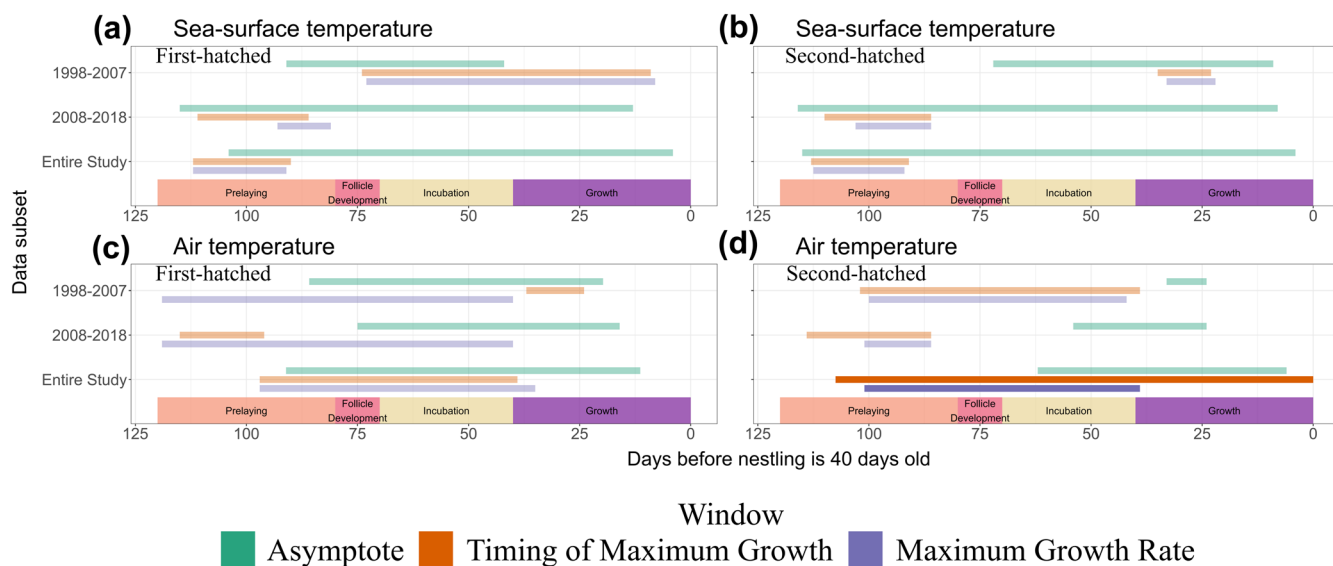 (a) Sea-surface temperature
First-hatched
1998-2007
2008-2018
Entire Study
Prelaying
Follicle
Development
Incubation
Growth
125 100 75 50 25 0
(b) Sea-surface temperature
Second-hatched
Prelaying
Follicle
Development
Incubation
Growth
125 100 75 50 25 0
Data subset
(c) Air temperature
First-hatched
1998-2007
2008-2018
Entire Study
Prelaying
Follicle
Development
Incubation
Growth
125 100 75 50 25 0
(d) Air temperature
Second-hatched
Prelaying
Follicle
Development
Incubation
Growth
125 100 75 50 25 0
Days before nestling is 40 days old
Window
Asymptote Timing of Maximum Growth Maximum Growth Rate